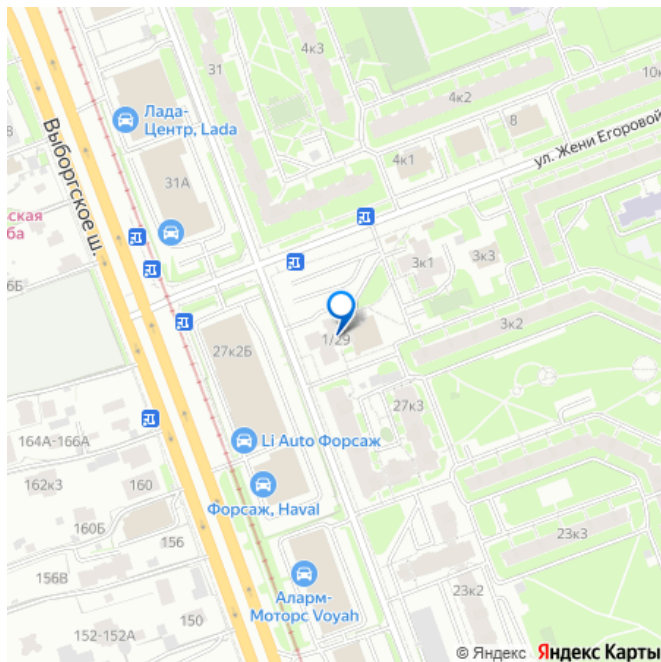 4к3
31
4к2
10к
8
ул. Жени Егоровой
4к1
Лада-
Центр, Lada
31А
Выборгское ш.
8
ская
ба
6Б
3к1
3к3
3к2
1/29
27к2Б
27к3
164А-166А
Li Auto Форсаж
162к3
160
Форсаж, Haval
160Б
156
156В
23к3
Аларм-
Моторс Voyah
23к2
150
152-152А
© Яндекс Яндекс Карты